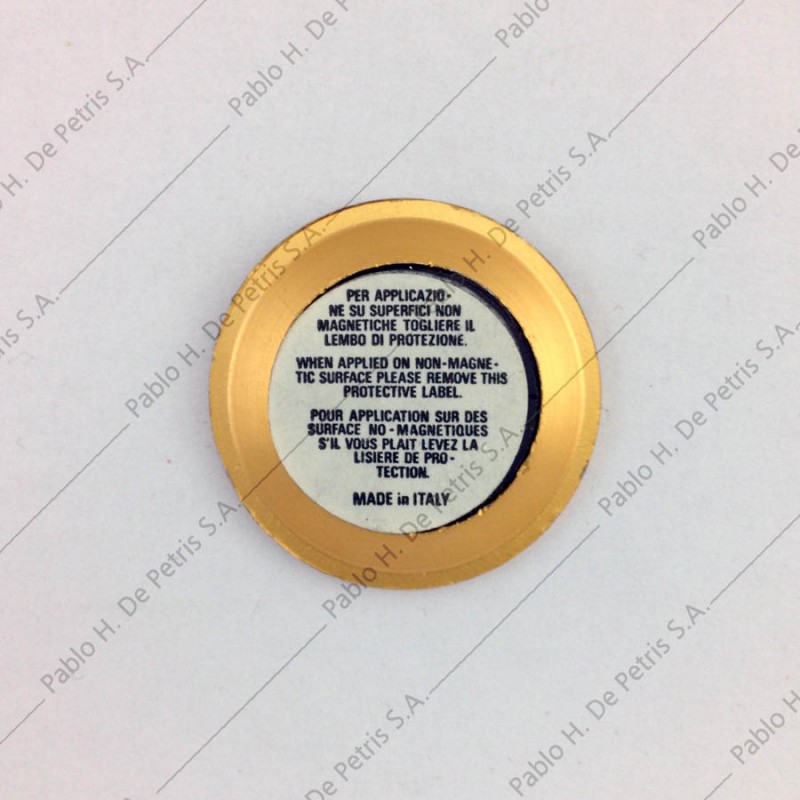 PER APPLICAZIO-
NE SU SUPERFICI NON
MAGNETICHE TOGLIERE IL
LEMBO DI PROTEZIONE.
WHEN APPLIED ON NON-MAGNE-
TIC SURFACE PLEASE REMOVE THIS
PROTECTIVE LABEL.
POUR APPLICATION SUR DES
SURFACE NO-MAGNETIQUES
S'IL VOUS PLAIT LEVEZ LA
LISIERE DE PRO-
TECTION.
MADE in ITALY
Pablo H. De Petris S.A.